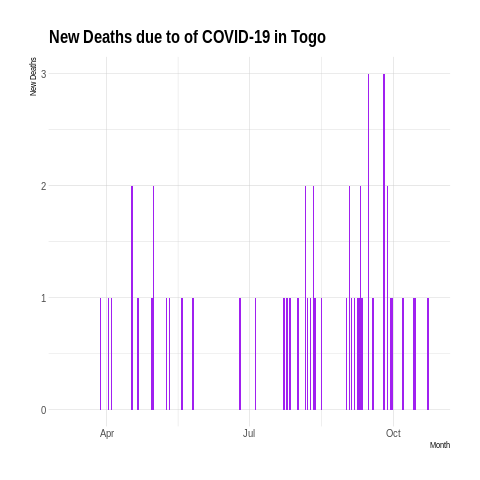 New Deaths due to of COVID-19 in Togo
New Deaths
3
2
1
0
Apr
Jul
Oct
Month